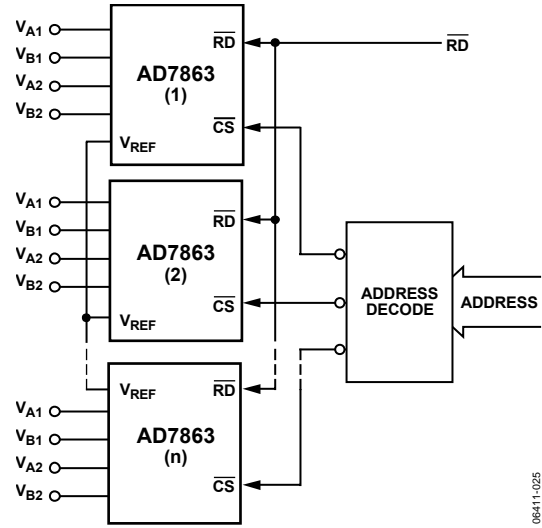 VA1
VB1
VA2
VB2
VREF
AD7863
(1)
RD
CS
RD
VA1
VB1
VA2
VB2
VREF
AD7863
(2)
RD
CS
ADDRESS
DECODE
ADDRESS
VREF
VA1
VB1
VA2
VB2
AD7863
(n)
RD
CS
06411-025